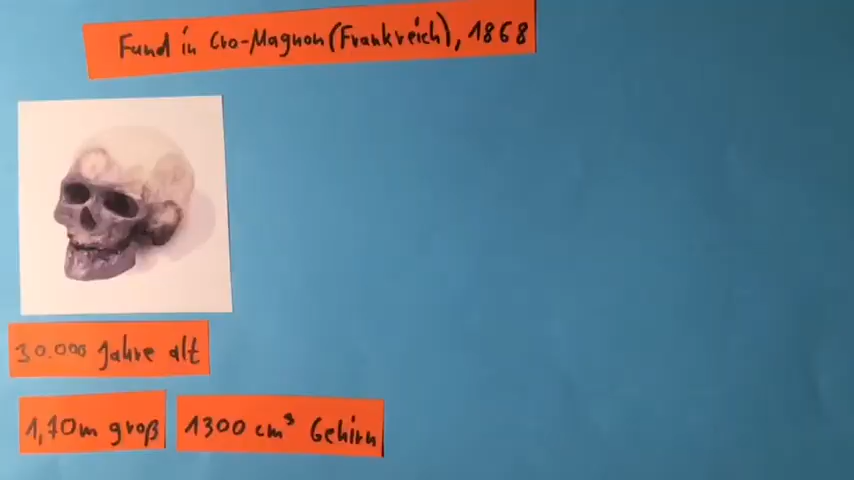 Fund in Cro-Magnon (Frankreich), 1868
30.000 Jahre alt
1,70m groß
1300 cm³ Gehirn